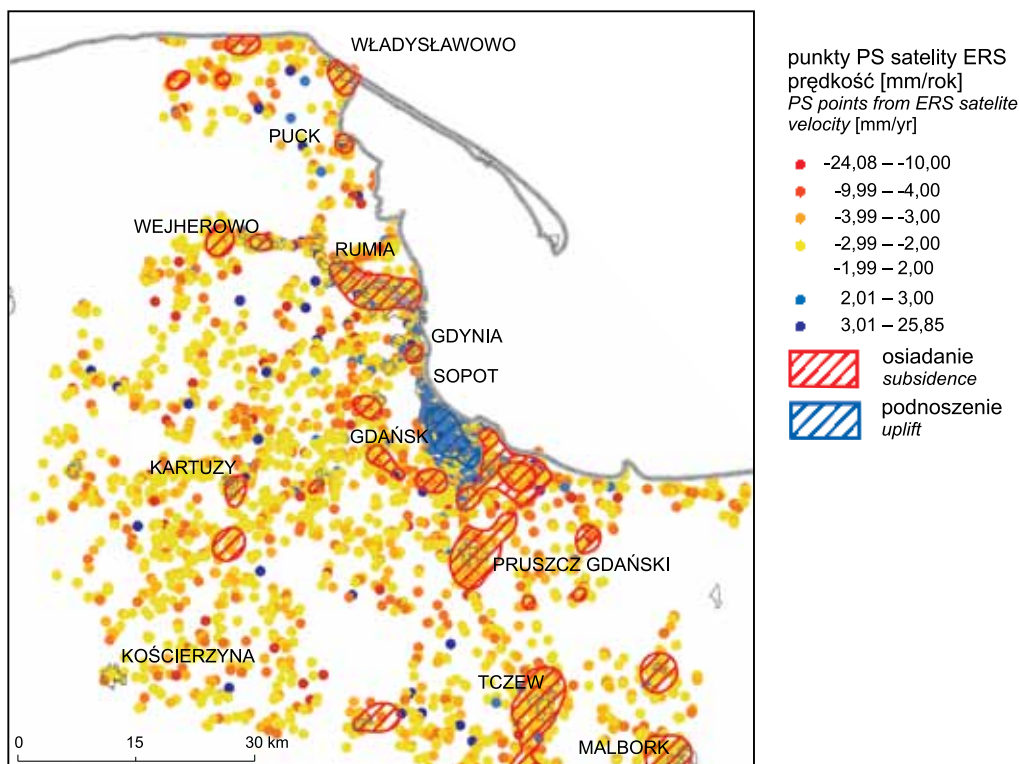 WŁADYSŁAWOWO
PUCK
WEJHEROWO
RUMIA
GDYNIA
SOPOT
GDAŃSK
KARTUZY
PRUSZCZ GDAŃSKI
KOŚCIERZYNA
TCZEW
MALBORK
0 15 30 km
punkty PS satelity ERS
prędkość [mm/rok]
PS points from ERS satelite
velocity [mm/yr]
-24,08 – -10,00
-9,99 – -4,00
-3,99 – -3,00
-2,99 – -2,00
-1,99 – 2,00
2,01 – 3,00
3,01 – 25,85
osiadanie
subsidence
podnoszenie
uplift